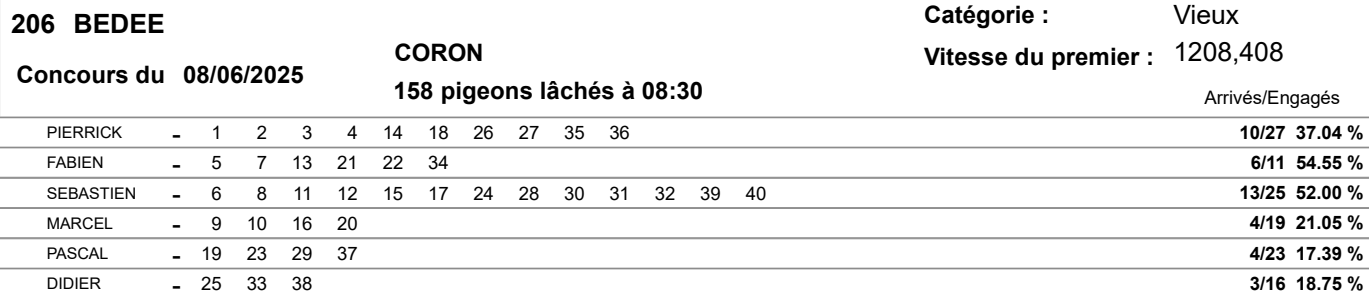 206 BEDEE
Catégorie : Vieux
CORON
Vitesse du premier : 1208,408
Concours du 08/06/2025
158 pigeons lâchés à 08:30
Arrivés/Engagés
PIERRICK - 1 2 3 4 14 18 26 27 35 36 10/27 37.04 %
FABIEN - 5 7 13 21 22 34 6/11 54.55 %
SEBASTIEN - 6 8 11 12 15 17 24 28 30 31 32 39 40 13/25 52.00 %
MARCEL - 9 10 16 20 4/19 21.05 %
PASCAL - 19 23 29 37 4/23 17.39 %
DIDIER - 25 33 38 3/16 18.75 %